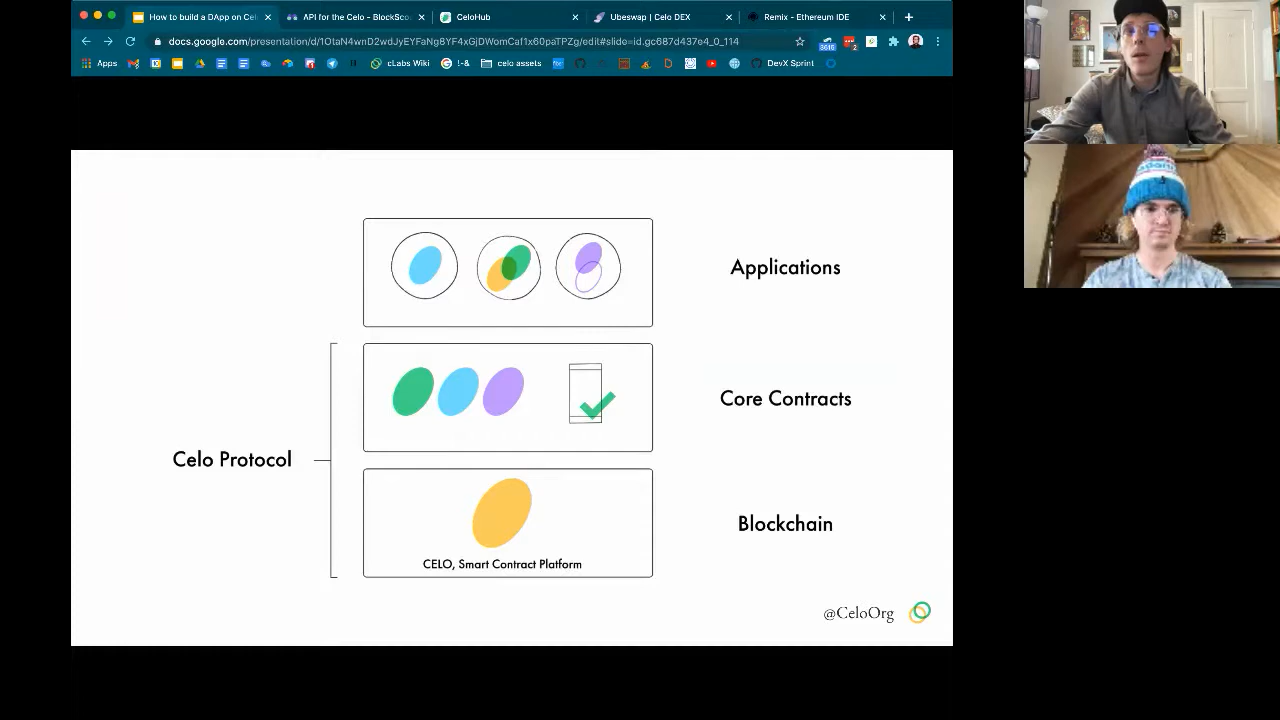 How to build a DApp on Cel
API for the Celo - BlockSco
CeloHub
Ubeswap | Celo DEX
Remix - Ethereum IDE
docs.google.com/presentation/d/1OtaN4wnD2wdJyEYFaNg8YF4xGjDWomCaf1x60paTPZg/edit#slide=id.gc687d437e4_0_114
Apps
cLabs Wiki
!-&
celo assets
DevX Sprint
Applications
Core Contracts
Celo Protocol
Blockchain
CELO, Smart Contract Platform
@CeloOrg